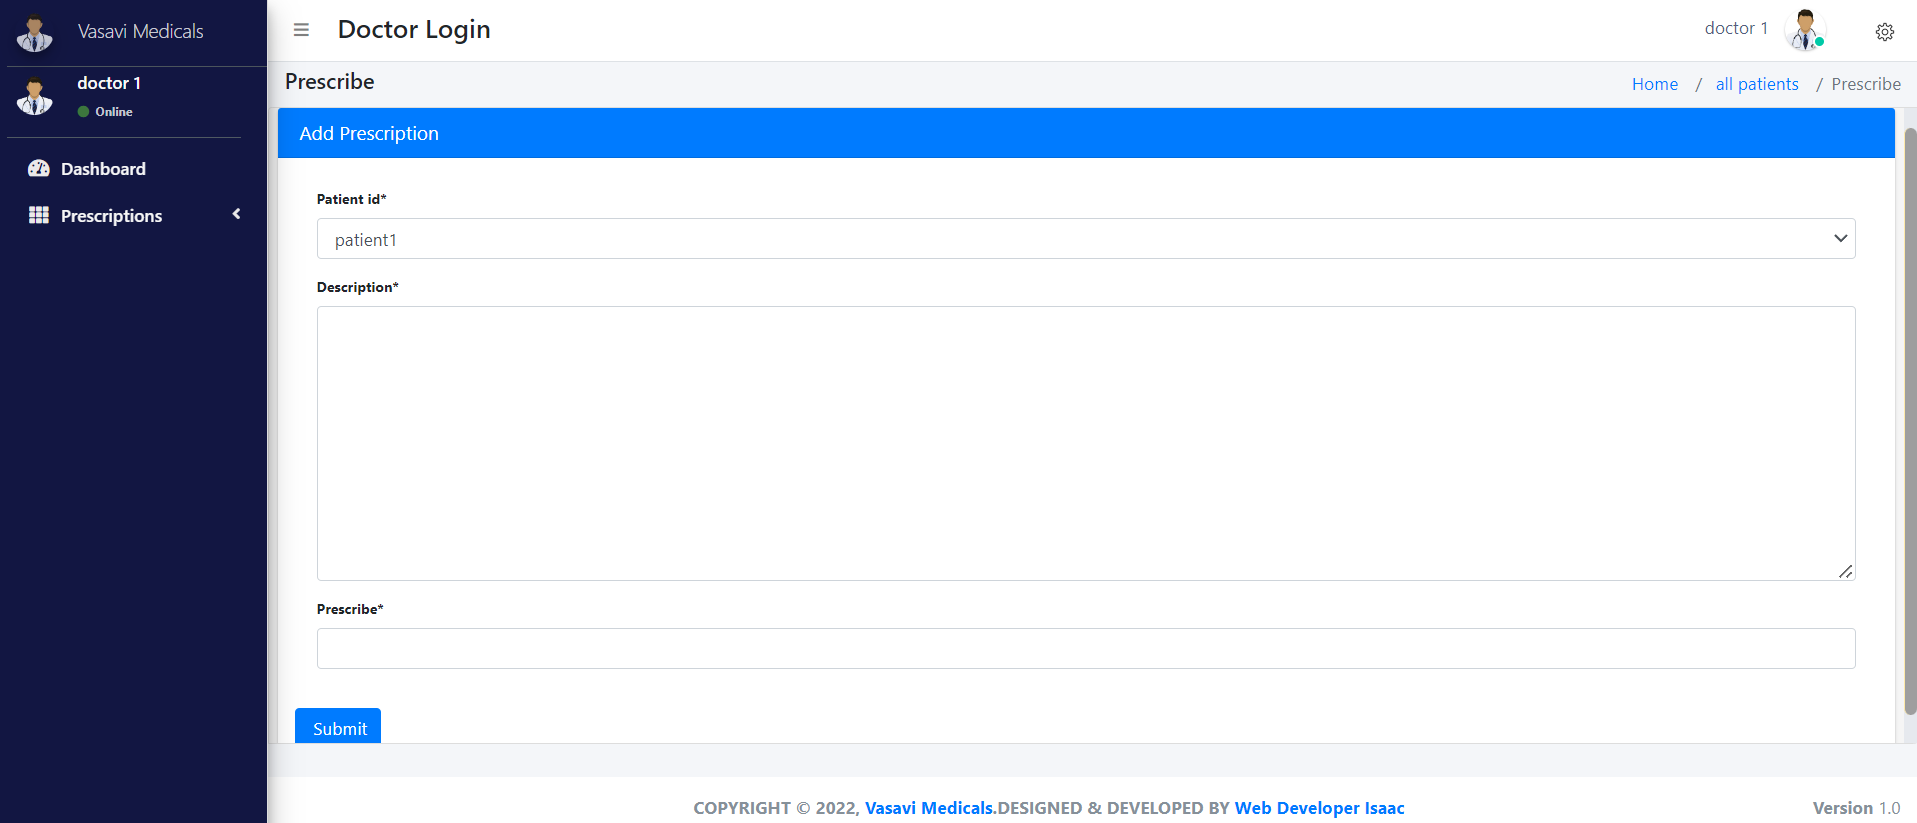 Vasavi Medicals
doctor 1
Online
Dashboard
Prescriptions
Doctor Login
doctor 1
Prescribe
Home / all patients / Prescribe
Add Prescription
Patient id*
patient1
Description*
Prescribe*
Submit
COPYRIGHT © 2022, Vasavi Medicals.DESIGNED & DEVELOPED BY Web Developer Isaac
Version 1.0